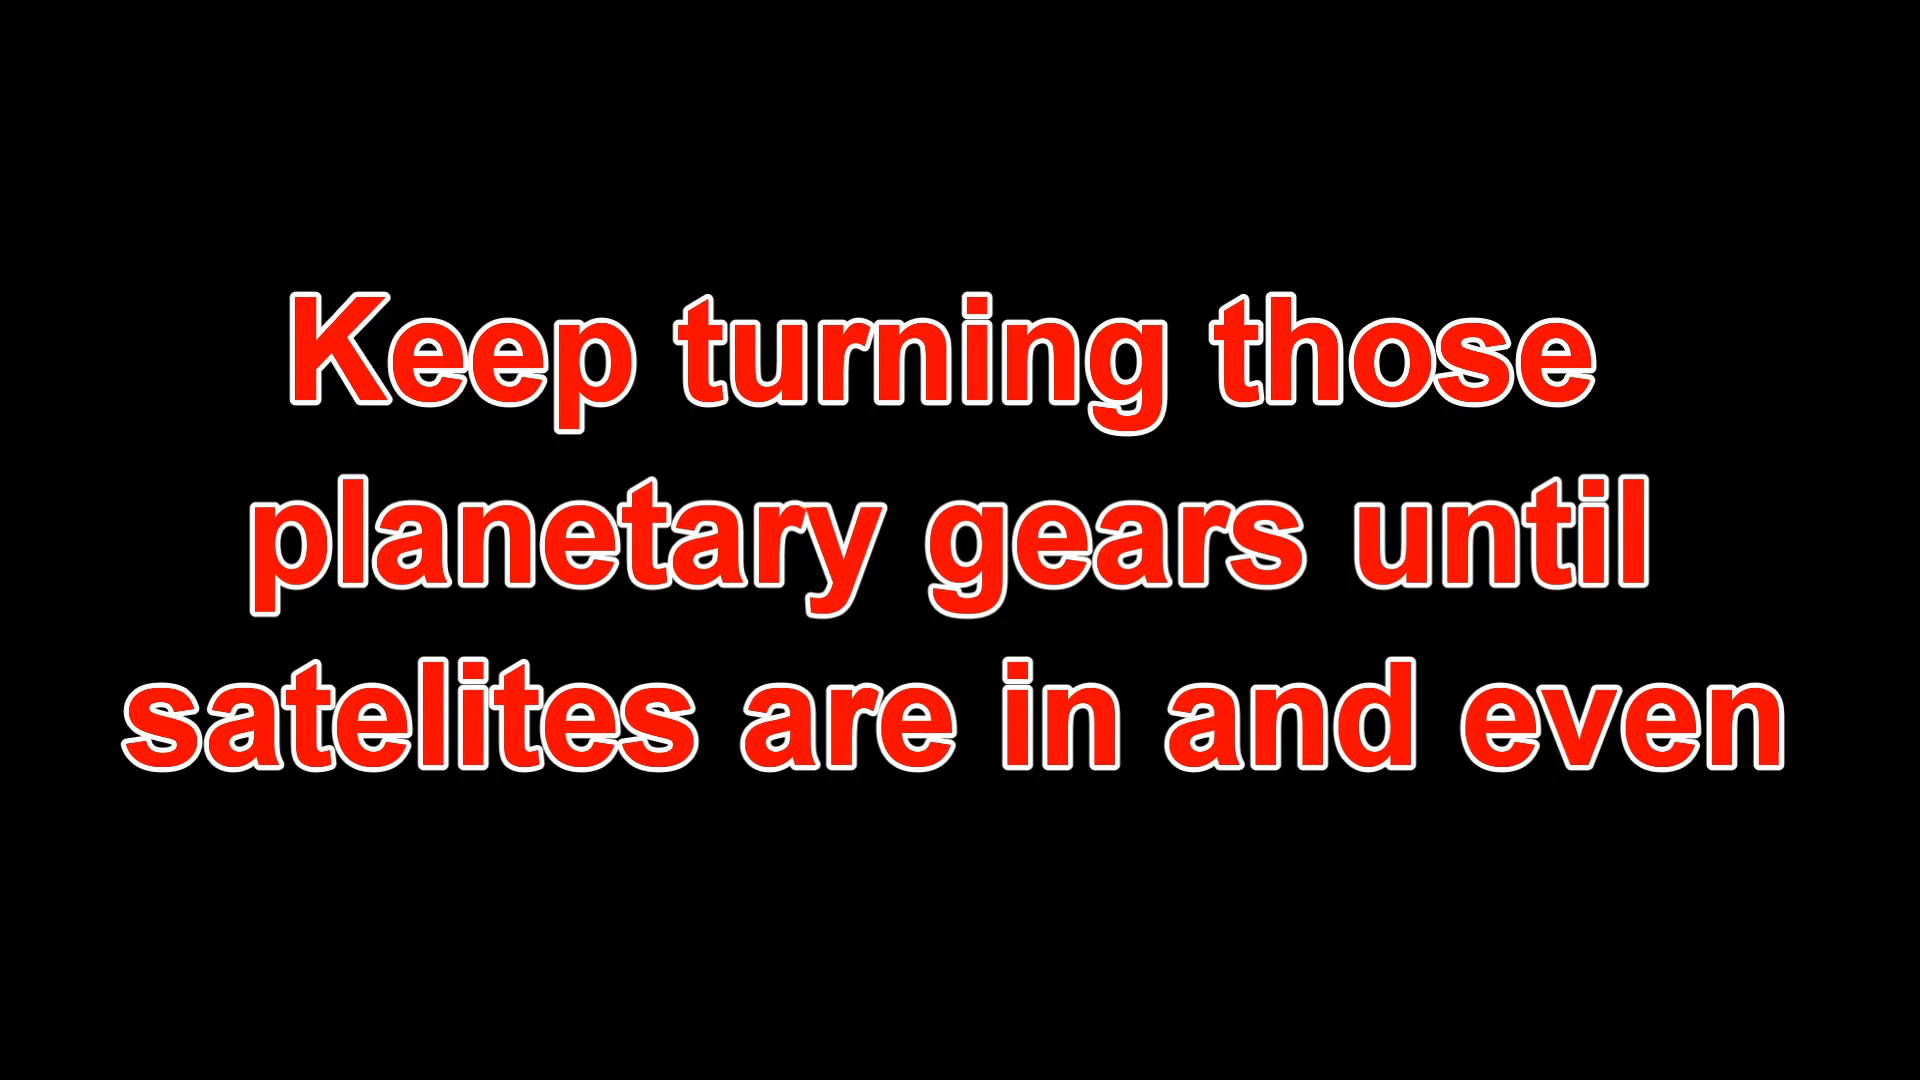 Keep turning those
planetary gears until
satelites are in and even